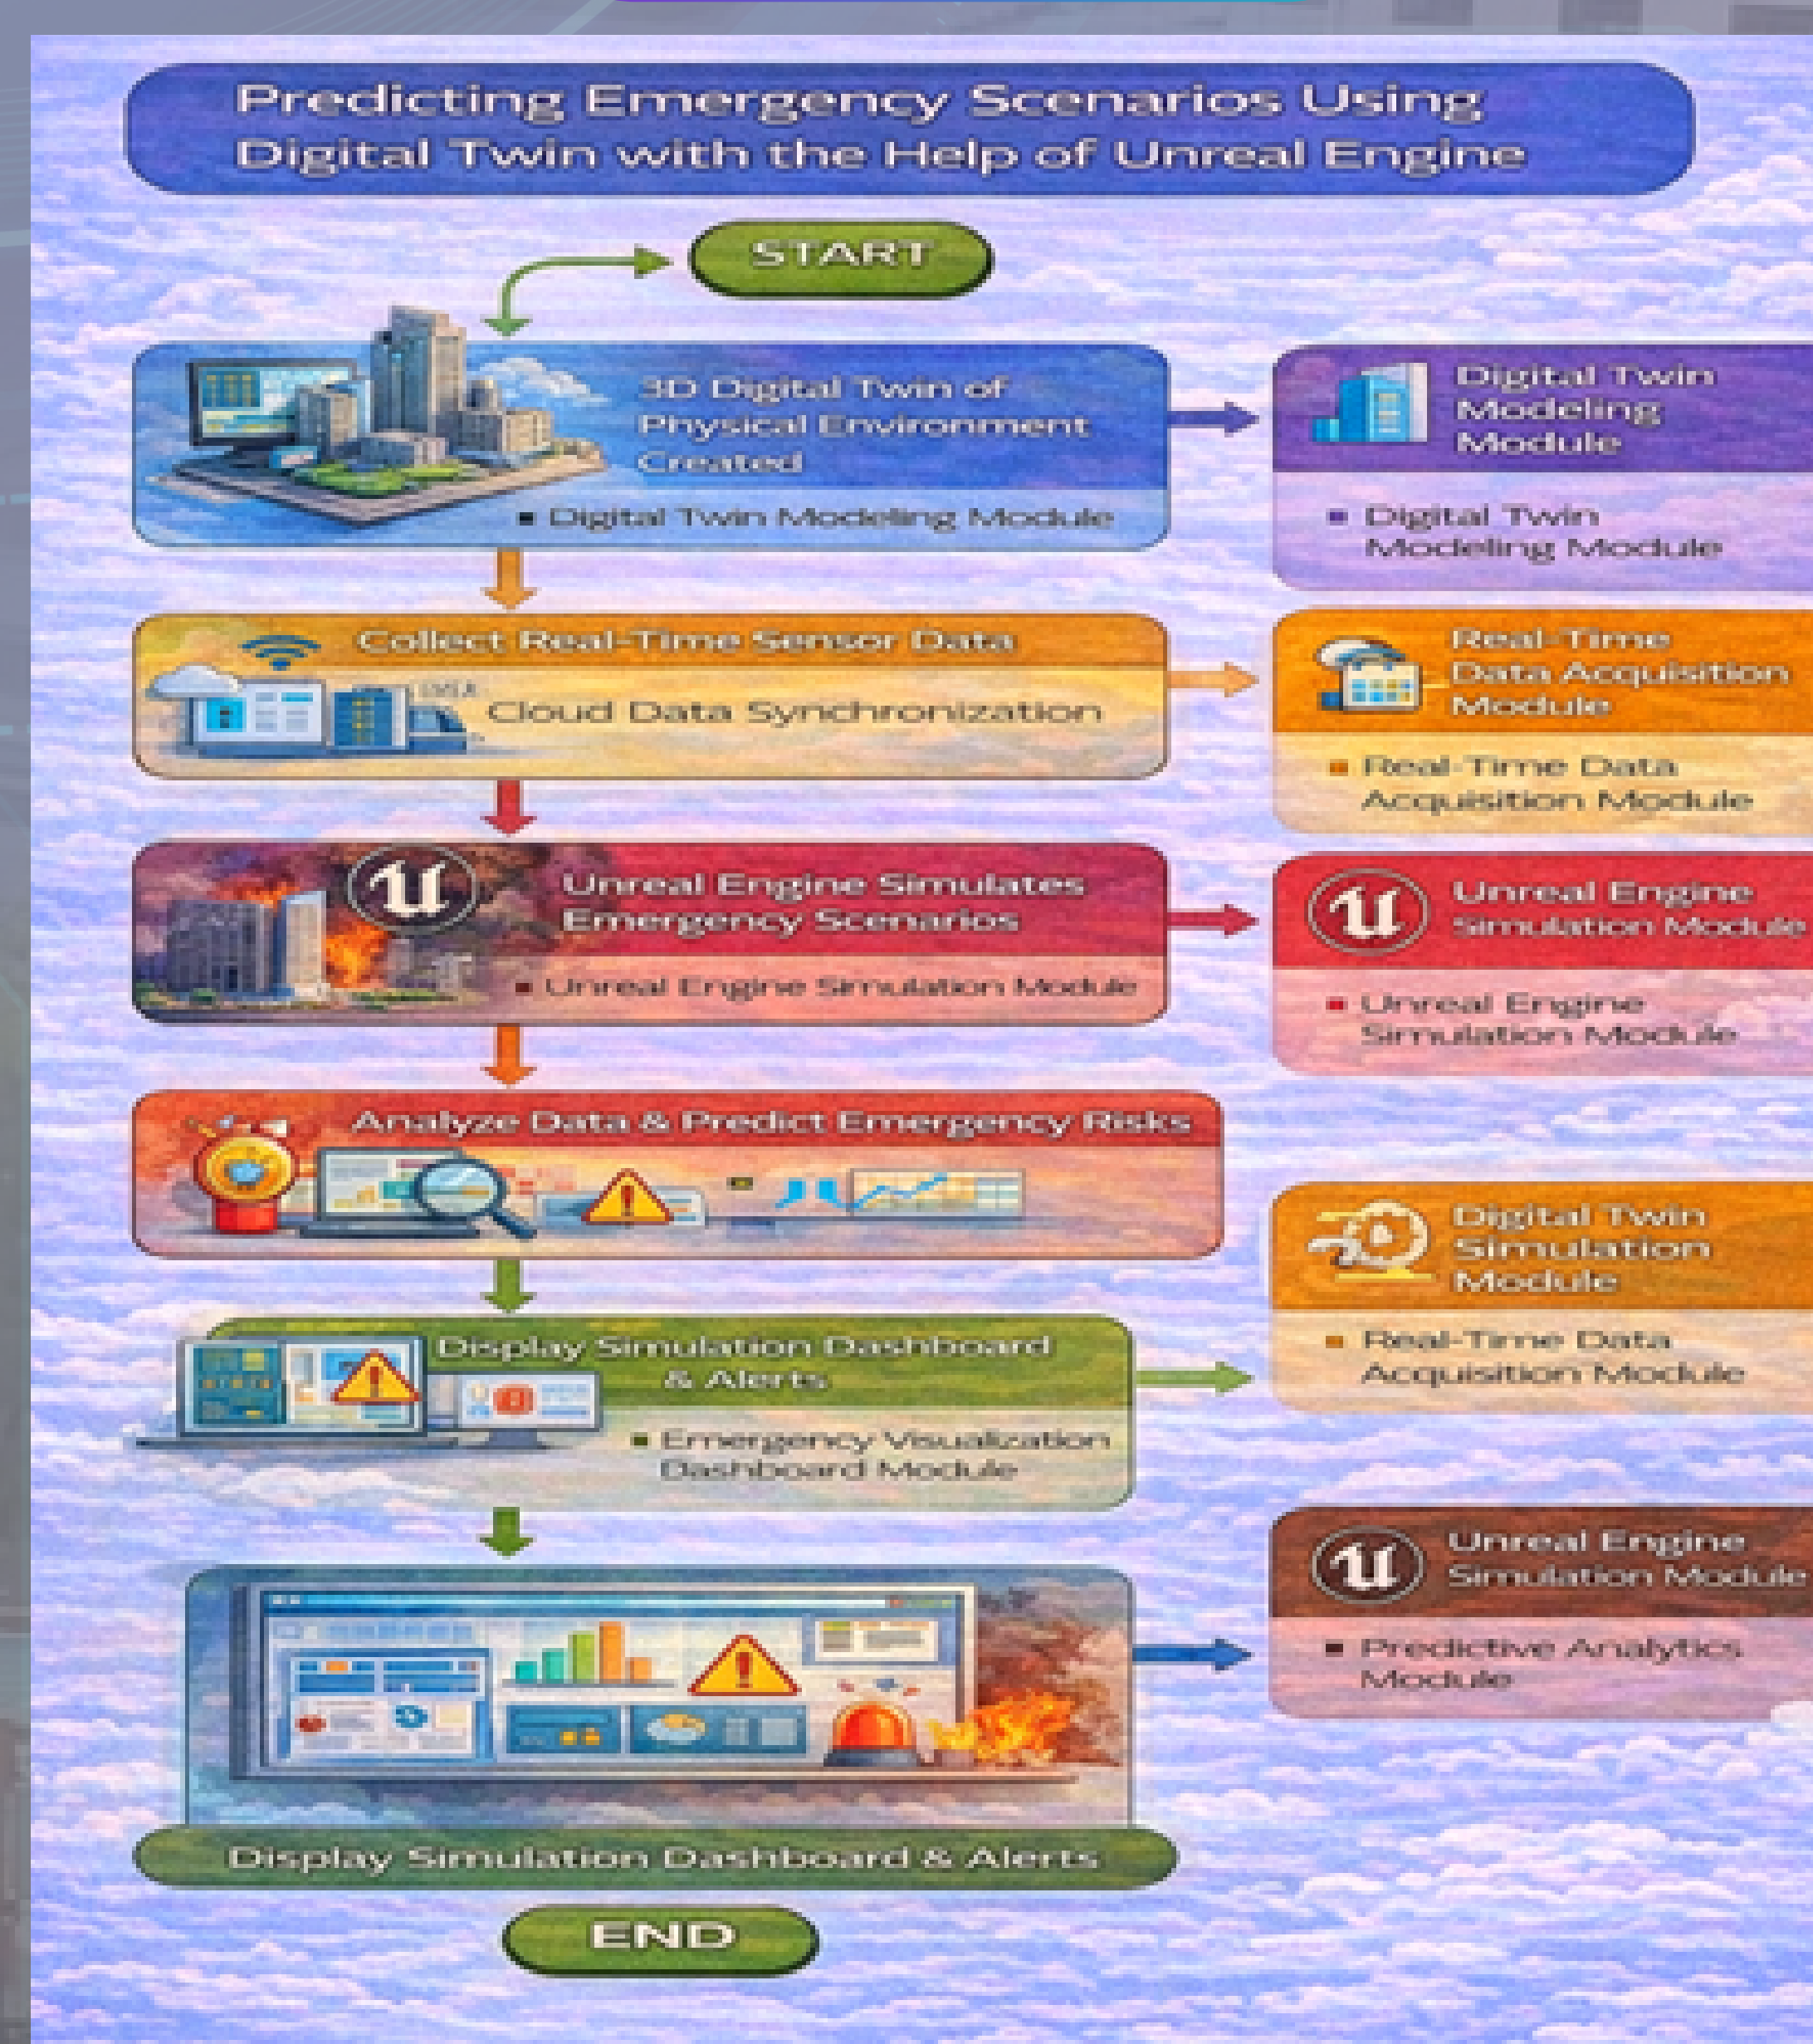 Predicting Emergency Scenarios Using
Digital Twin with the Help of Unreal Engine
START
3D Digital Twin of
Physical Environment
Created
▪ Digital Twin Modeling Module
Digital Twin
Modeling
Module
▪ Digital Twin
Modeling Module
Collect Real-Time Sensor Data
Cloud Data Synchronization
Real-Time
Data Acquisition
Module
▪ Real-Time Data
Acquisition Module
Unreal Engine Simulates
Emergency Scenarios
▪ Unreal Engine Simulation Module
Unreal Engine
Simulation Module
▪ Unreal Engine
Simulation Module
Analyze Data & Predict Emergency Risks
Digital Twin
Simulation
Module
▪ Real-Time Data
Acquisition Module
Display Simulation Dashboard
& Alerts
▪ Emergency Visualization
Dashboard Module
Unreal Engine
Simulation Module
▪ Predictive Analytics
Module
Display Simulation Dashboard & Alerts
END